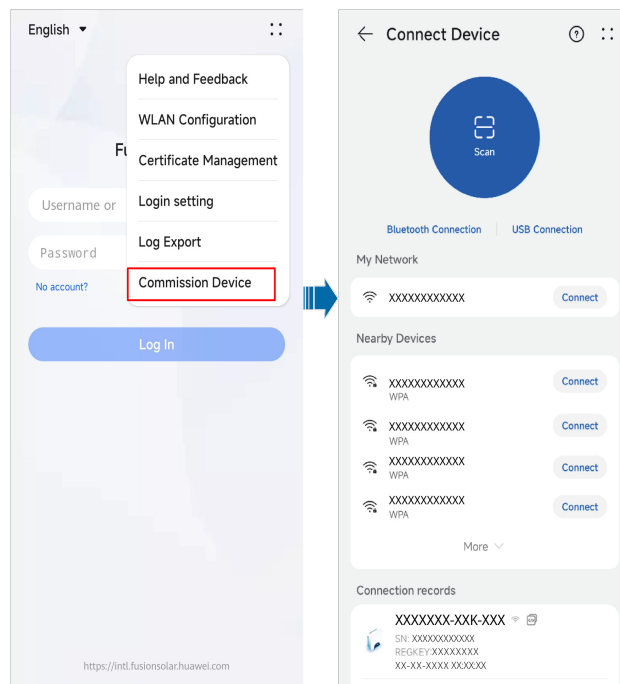 English
Help and Feedback
WLAN Configuration
Certificate Management
Login setting
Log Export
Commission Device
Username or
Password
No account?
Log In
https://intl.fusionsolar.huawei.com
Connect Device
Scan
Bluetooth Connection USB Connection
My Network
XXXXXXXXXXXX Connect
Nearby Devices
XXXXXXXXXXXX Connect
WPA
XXXXXXXXXXXX Connect
WPA
XXXXXXXXXXXX Connect
WPA
XXXXXXXXXXXX Connect
WPA
More
Connection records
XXXXXXX-XXK-XXX
SN: XXXXXXXXXXXX
REGKEY:XXXXXXXX
XX-XX-XXXX XX:XX:XX